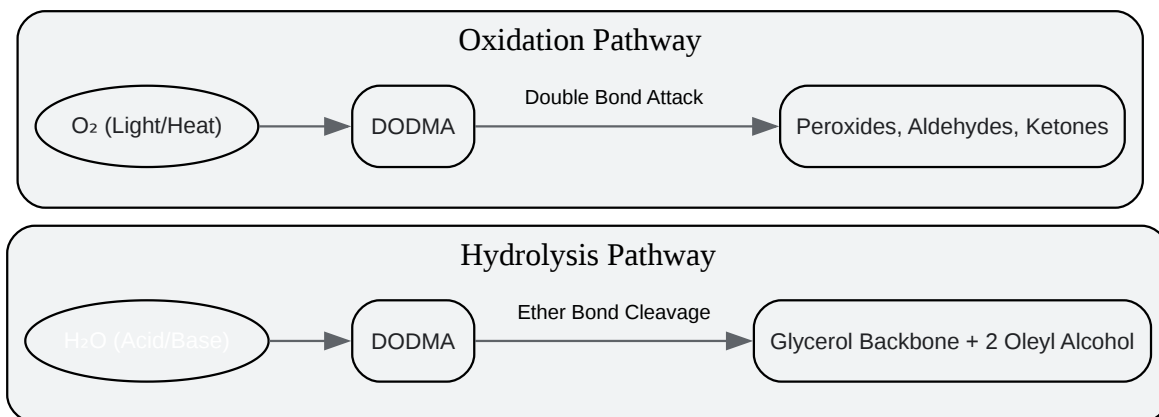 Oxidation Pathway
O₂ (Light/Heat)
DODMA
Double Bond Attack
Peroxides, Aldehydes, Ketones
Hydrolysis Pathway
H₂O (Acid/Base)
DODMA
Ether Bond Cleavage
Glycerol Backbone + 2 Oleyl Alcohol